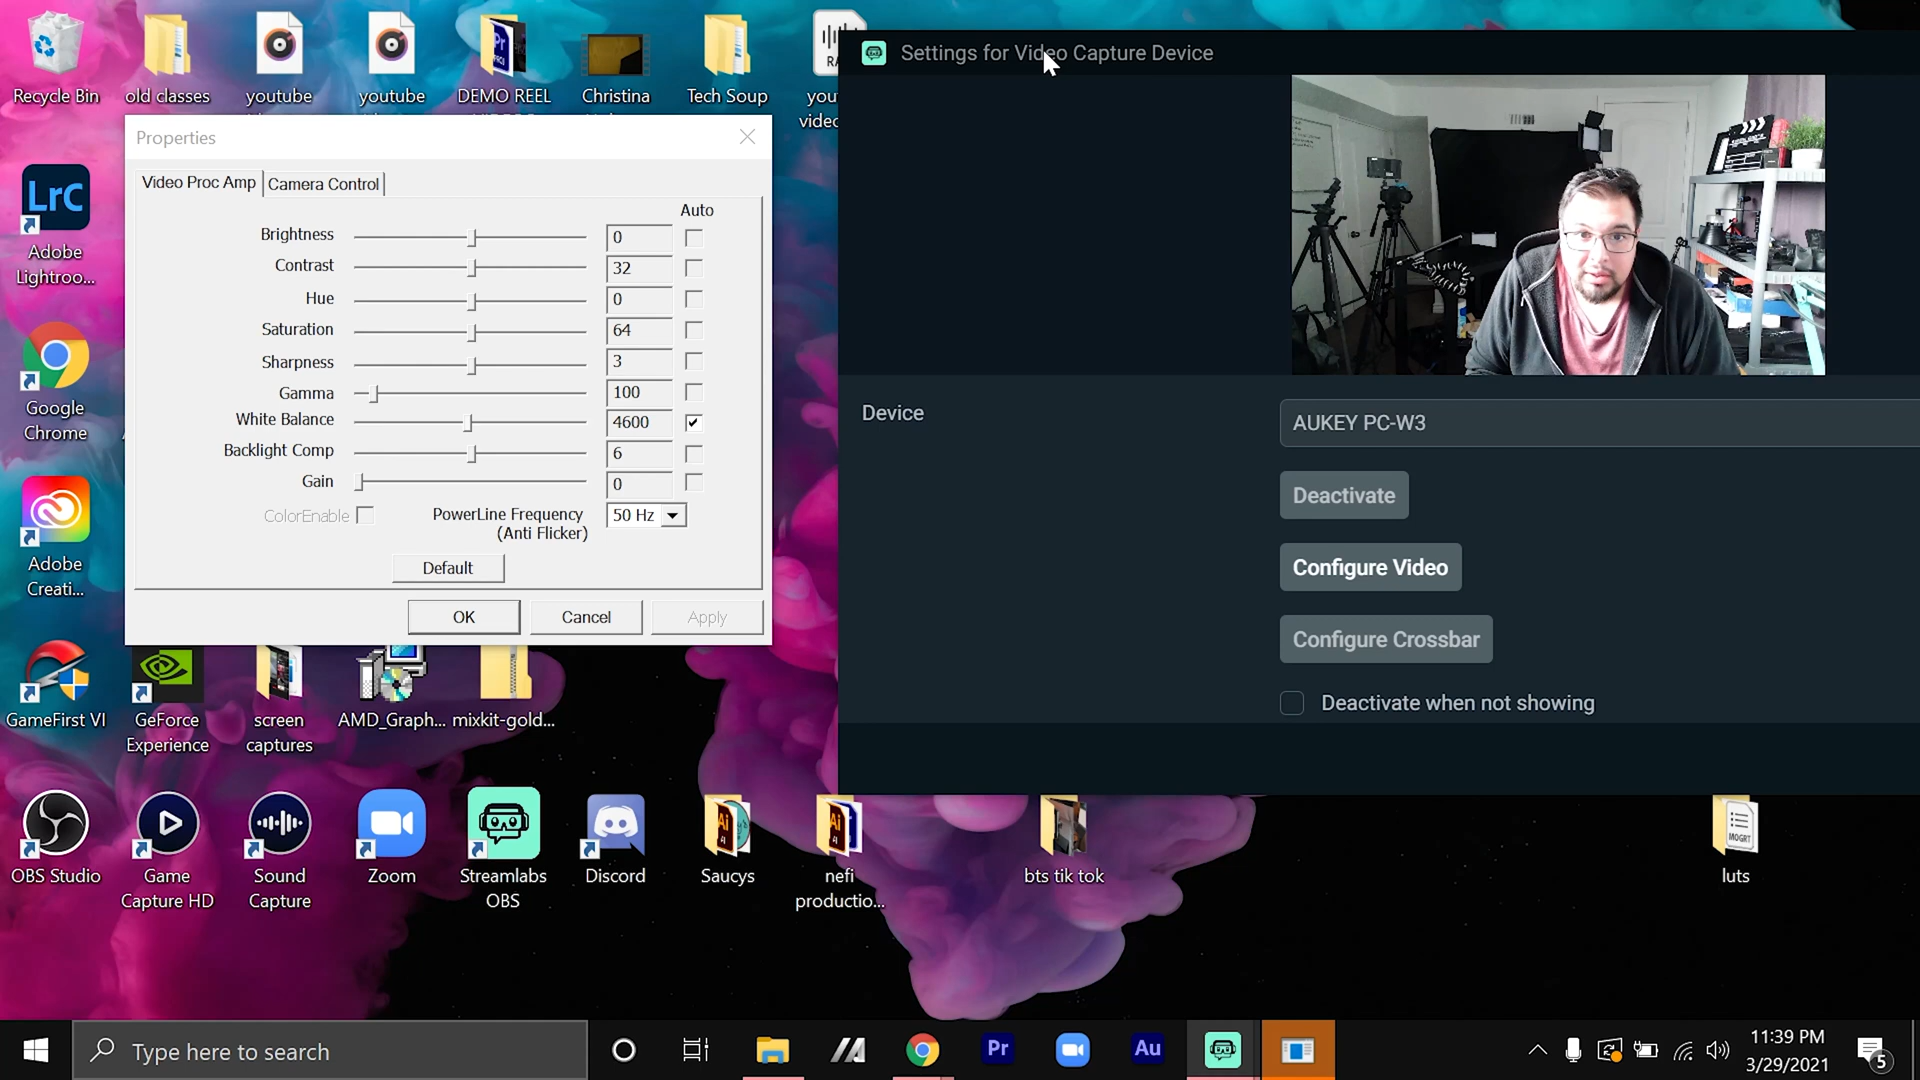 Recycle Bin
old classes
youtube
youtube
DEMO REEL
Christina
Tech Soup
Settings for Video Capture Device
Properties
Video Proc Amp
Camera Control
Auto
Brightness
0
Contrast
32
Hue
0
Saturation
64
Sharpness
3
Gamma
100
White Balance
4600
Backlight Comp
6
Gain
0
ColorEnable
PowerLine Frequency
(Anti Flicker)
50 Hz
Default
OK
Cancel
Apply
Device
AUKEY PC-W3
Deactivate
Configure Video
Configure Crossbar
Deactivate when not showing
LrC
Adobe
Lightroo...
Google
Chrome
Adobe
Creati...
GameFirst VI
GeForce
Experience
screen
captures
AMD_Graph...
mixkit-gold...
OBS Studio
Game
Capture HD
Sound
Capture
Zoom
Streamlabs
OBS
Discord
Saucys
nefi
productio...
bts tik tok
MOGRT
luts
Type here to search
Pr
Au
11:39 PM
3/29/2021
5